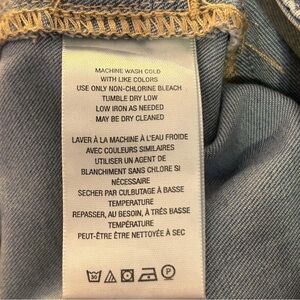 MACHINE WASH COLD
WITH LIKE COLORS
USE ONLY NON-CHLORINE BLEACH
TUMBLE DRY LOW
LOW IRON AS NEEDED
MAY BE DRY CLEANED
LAVER À LA MACHINE À L'EAU FROIDE
AVEC COULEURS SIMILAIRES
UTILISER UN AGENT DE
BLANCHIMENT SANS CHLORE SI
NÉCESSAIRE
SECHER PAR CULBUTAGE À BASSE
TEMPERATURE
REPASSER, AU BESOIN, À TRÈS BASSE
TEMPÉRATURE
PEUT-ÊTRE ÊTRE NETTOYÉE À SEC
30
P